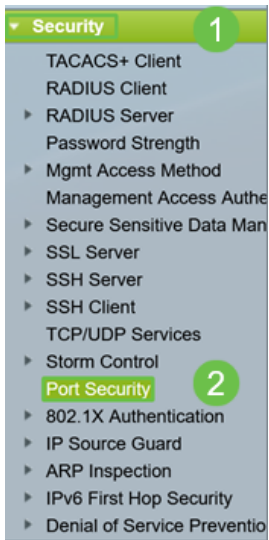 Security 1
TACACS+ Client
RADIUS Client
RADIUS Server
Password Strength
Mgmt Access Method
Management Access Authe
Secure Sensitive Data Man
SSL Server
SSH Server
SSH Client
TCP/UDP Services
Storm Control
Port Security 2
802.1X Authentication
IP Source Guard
ARP Inspection
IPv6 First Hop Security
Denial of Service Preventio